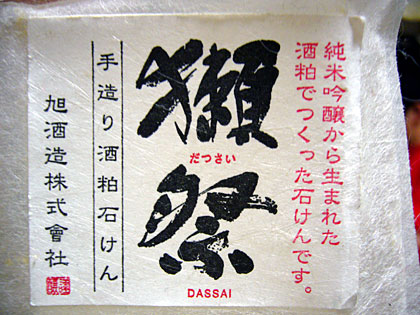 純米吟醸から生まれた
酒粕でつくった石けんです。
獺祭
だつさい
DASSAI
手造り酒粕石けん
旭酒造株式會社